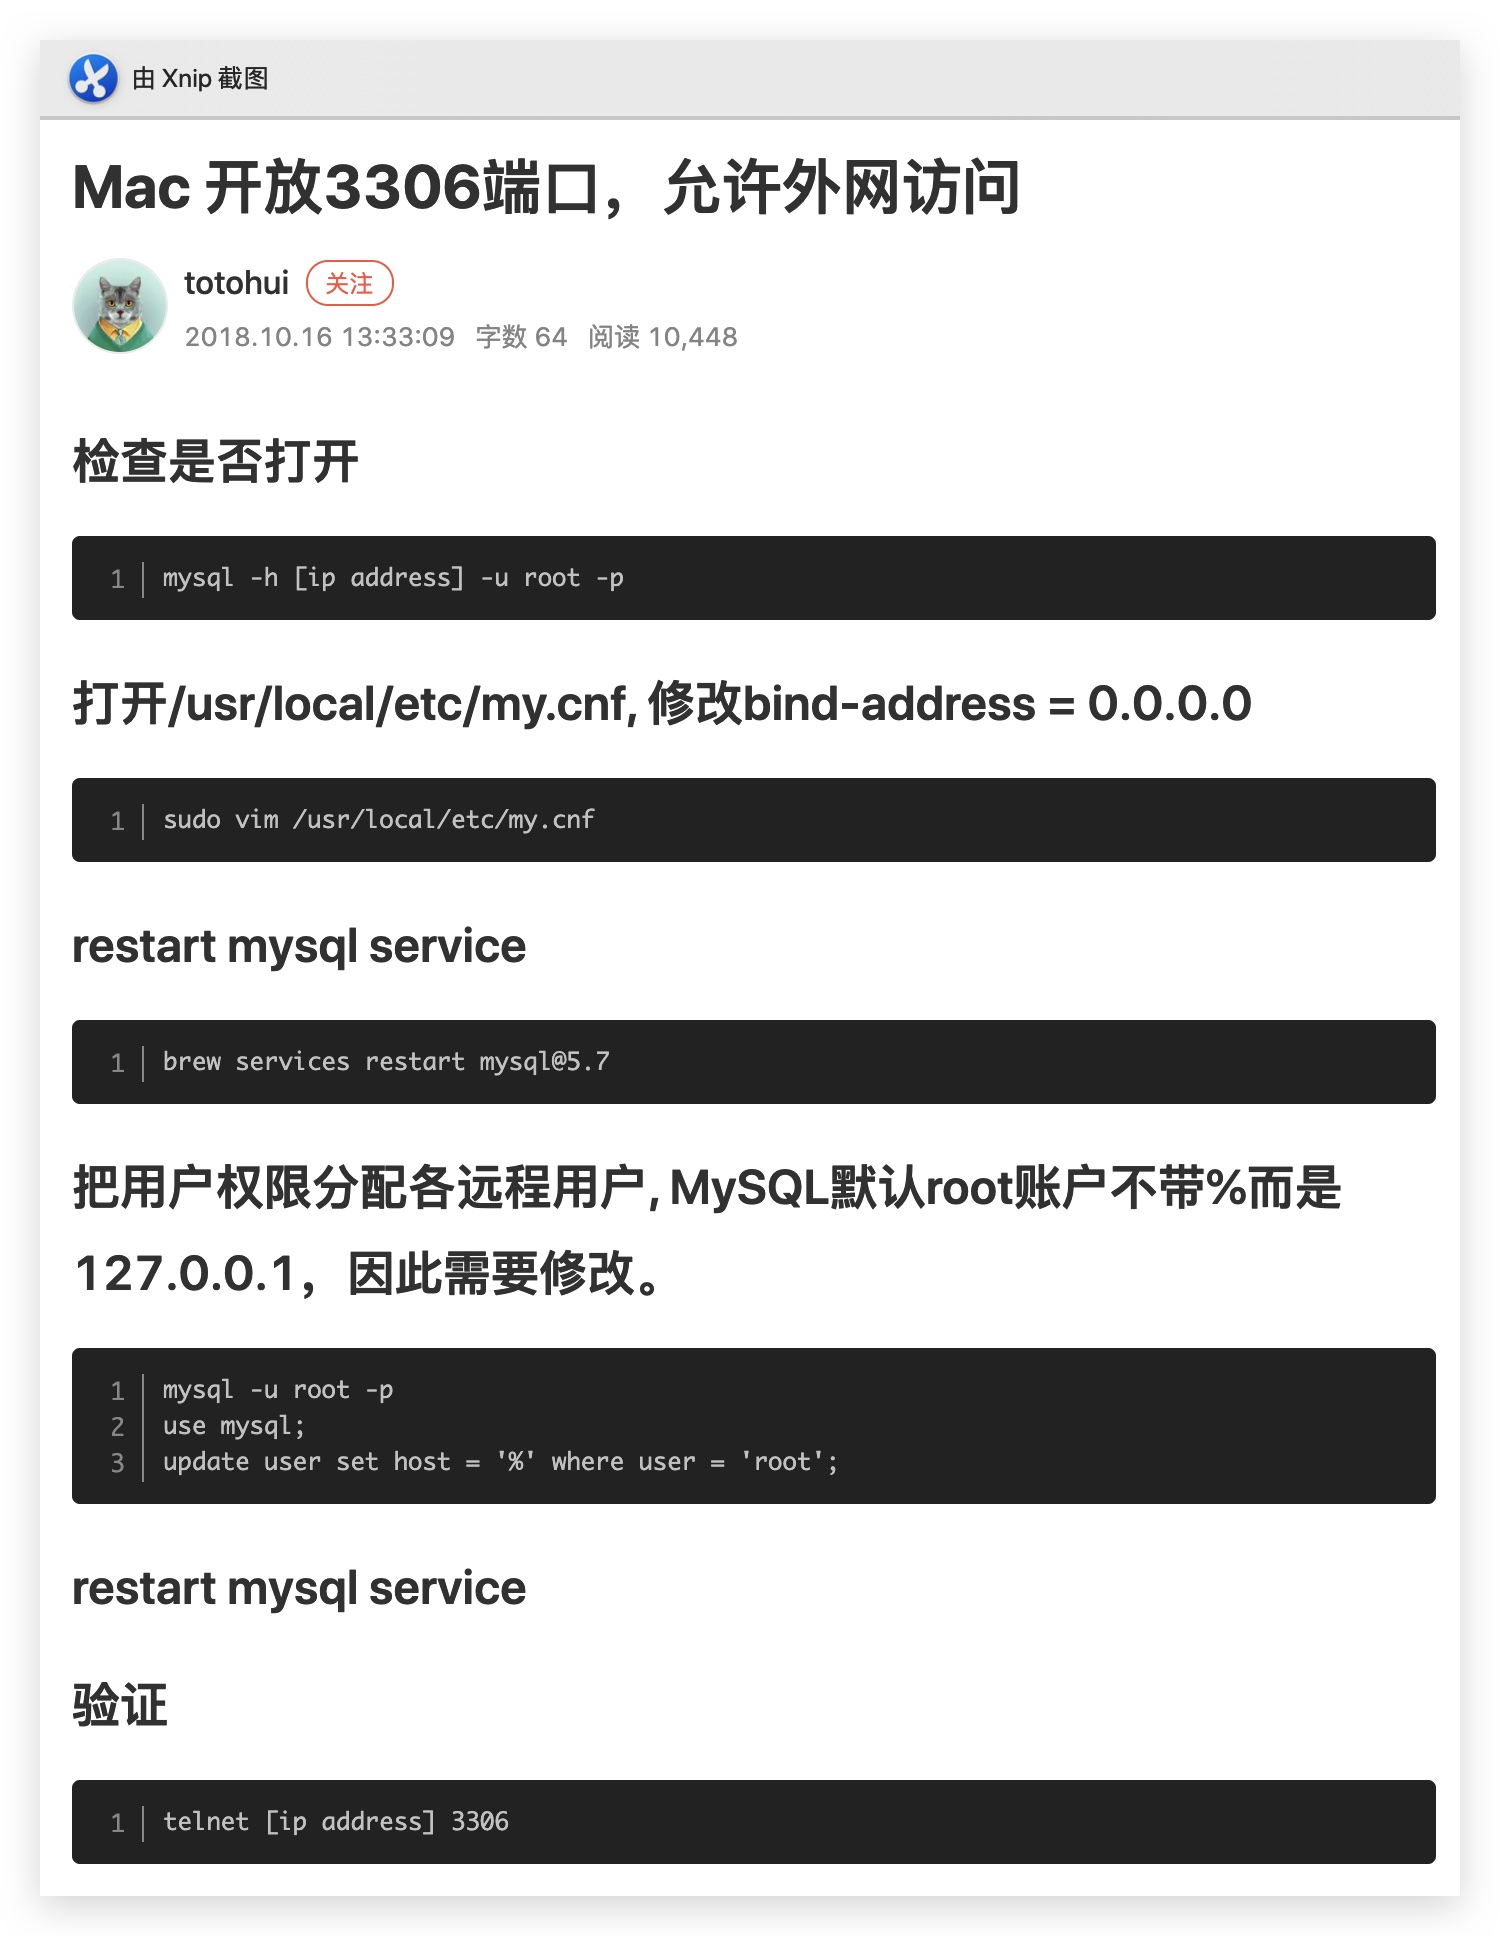 由 Xnip 截图
Mac 开放3306端口，允许外网访问
totohui 关注
2018.10.16 13:33:09 字数 64 阅读 10,448
检查是否打开
1 mysql -h [ip address] -u root -p
打开/usr/local/etc/my.cnf, 修改bind-address = 0.0.0.0
1 sudo vim /usr/local/etc/my.cnf
restart mysql service
1 brew services restart mysql@5.7
把用户权限分配各远程用户, MySQL默认root账户不带%而是
127.0.0.1，因此需要修改。
1 mysql -u root -p
2 use mysql;
3 update user set host = '%' where user = 'root';
restart mysql service
验证
1 telnet [ip address] 3306